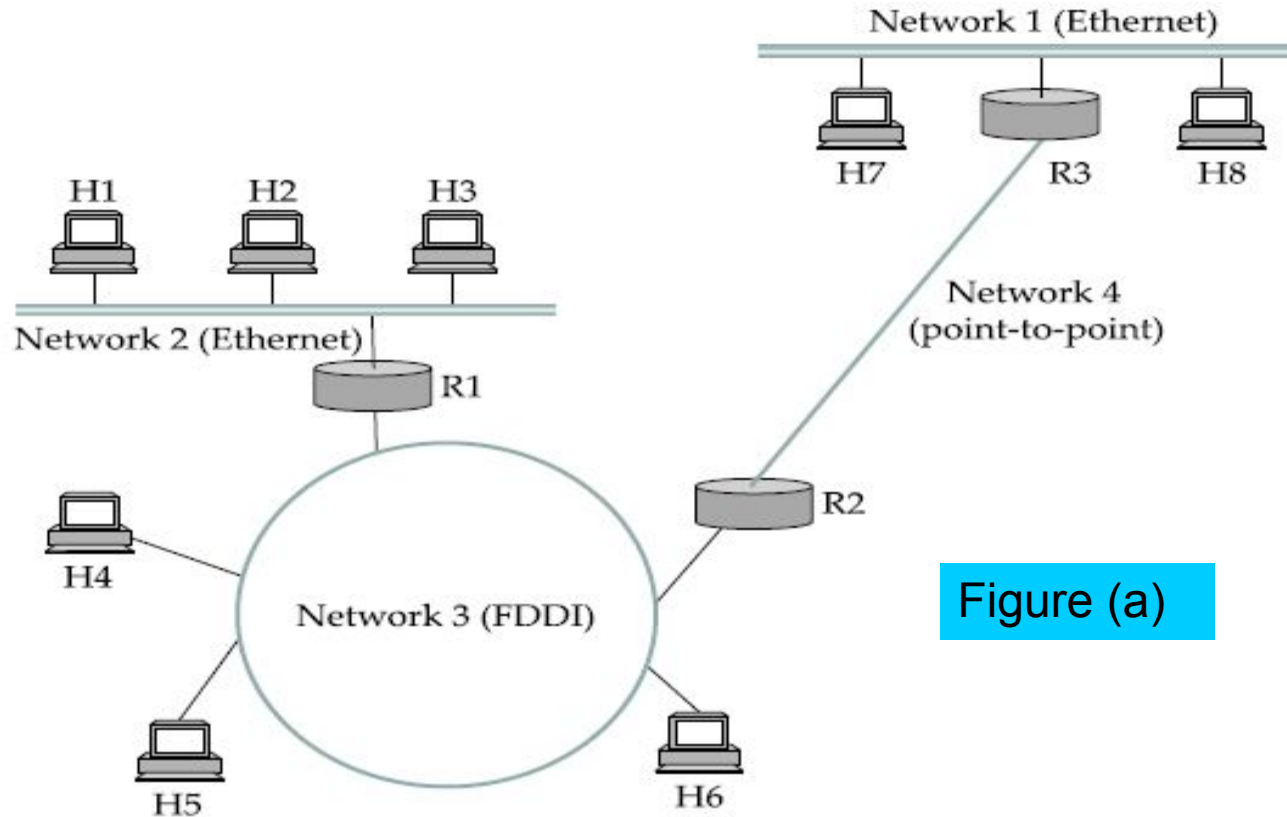 Network 1 (Ethernet)
H7
R3
H8
H1
H2
H3
Network 2 (Ethernet)
R1
Network 4
(point-to-point)
R2
H4
Network 3 (FDDI)
Figure (a)
H5
H6